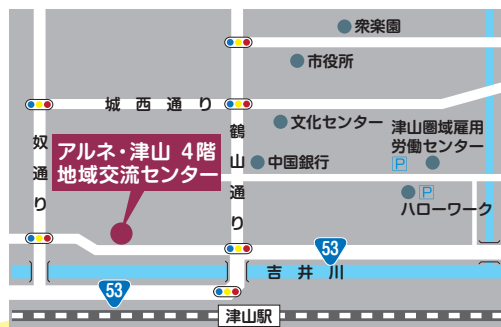 衆楽園
市役所
城西通り
文化センター
津山圏域雇用
労働センター
P
奴通り
アルネ・津山 4階
地域交流センター
鶴山通り
中国銀行
P
ハローワーク
53
吉井川
53
津山駅